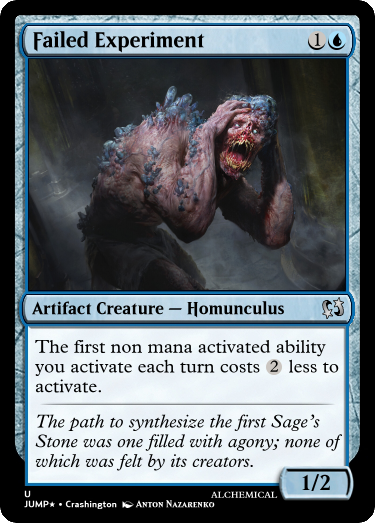 Failed Experiment 1
Artifact Creature — Homunculus
The first non mana activated ability
you activate each turn costs 2 less to
activate.
The path to synthesize the first Sage's
Stone was one filled with agony; none of
which was felt by its creators.
1/2
U ALCHEMICAL
JUMP★ • Crashington Anton Nazarenko